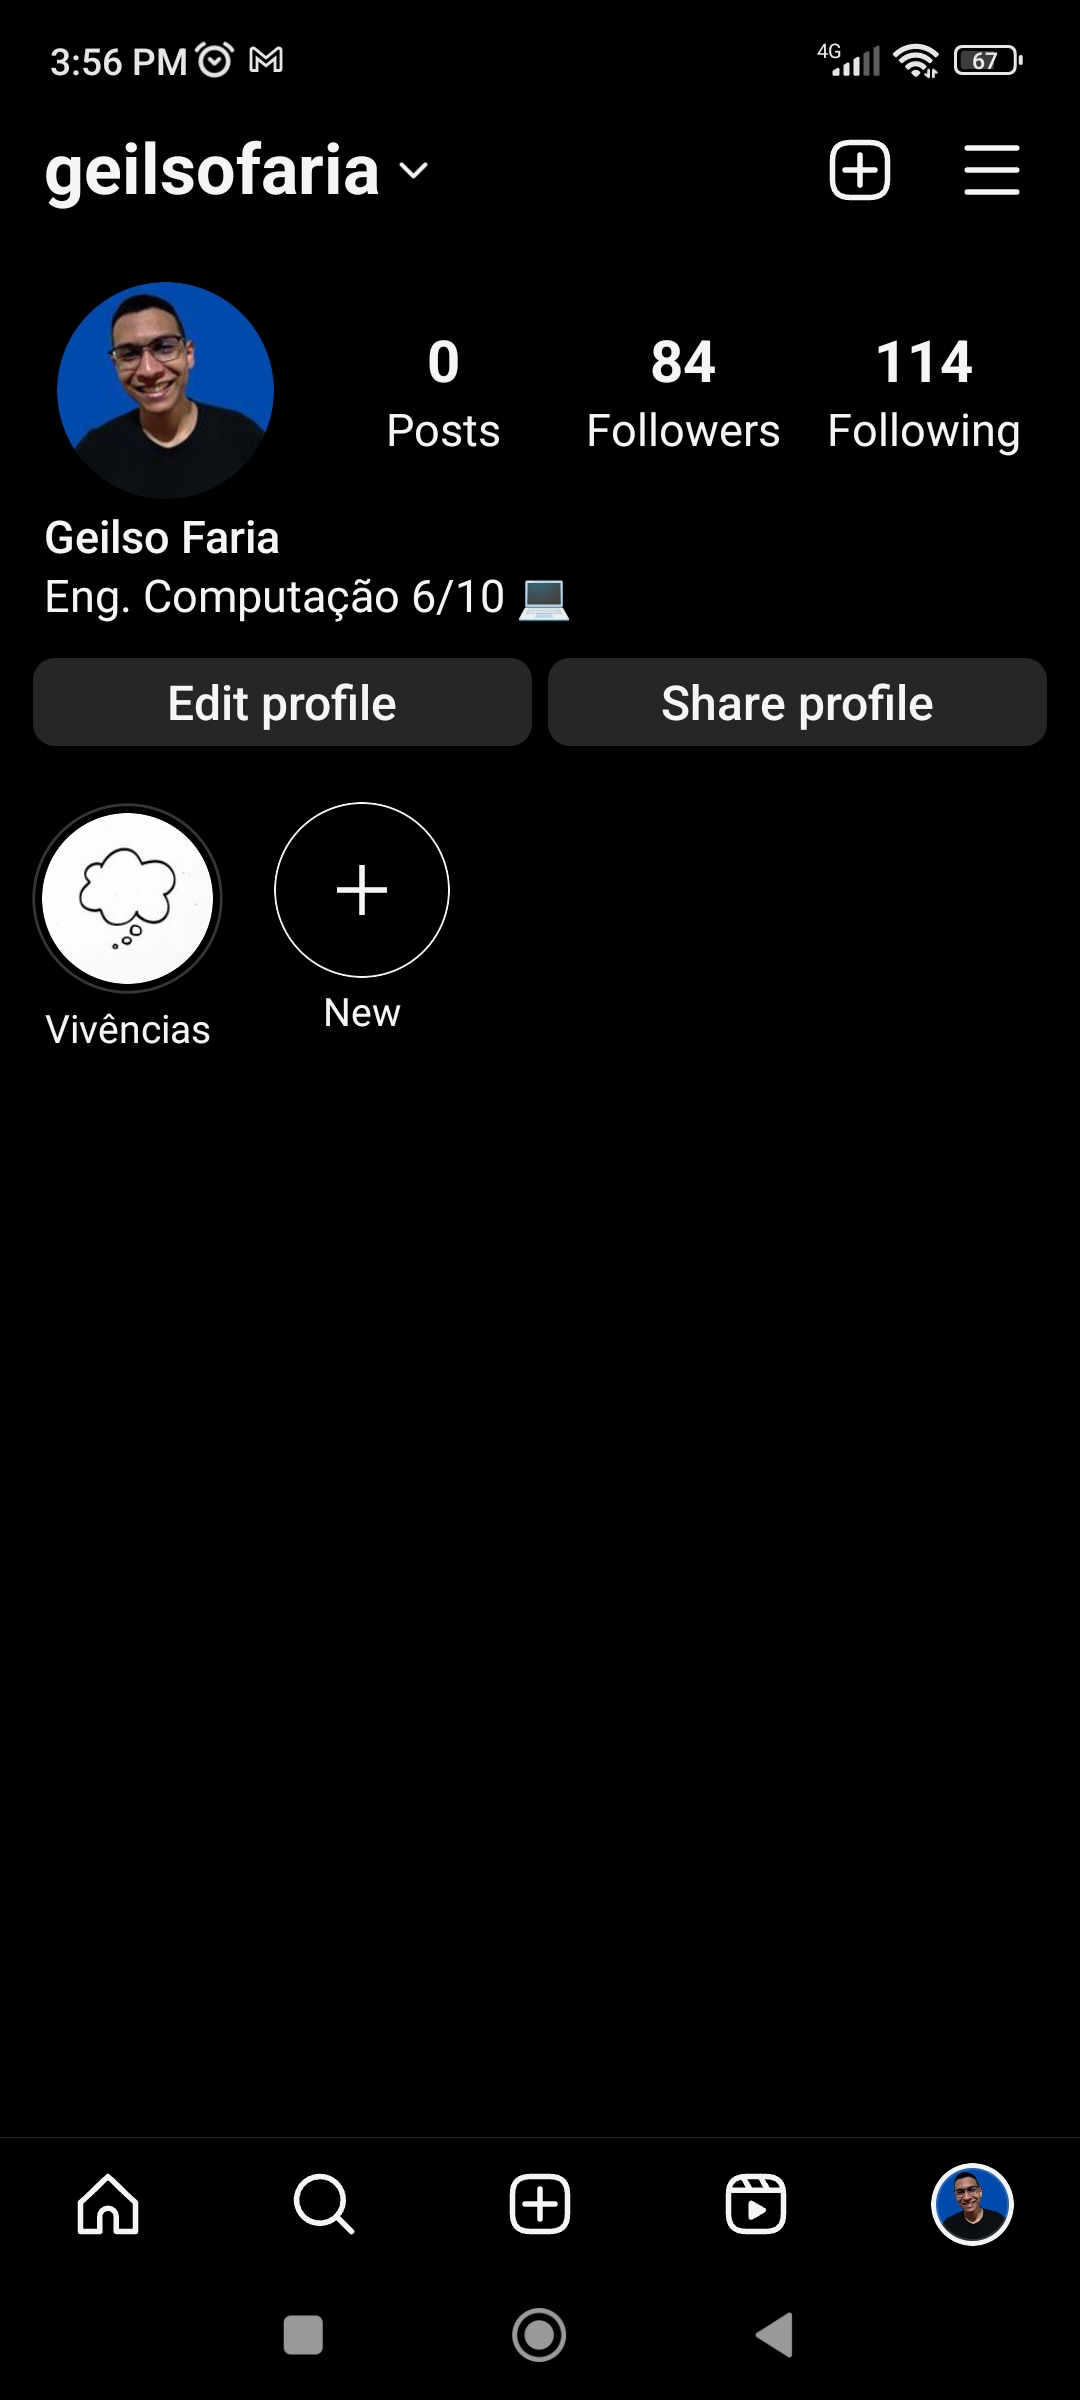 3:56 PM
4G
67
geilsofaria
0 84 114
Posts Followers Following
Geilso Faria
Eng. Computação 6/10 💻
Edit profile Share profile
Vivências New